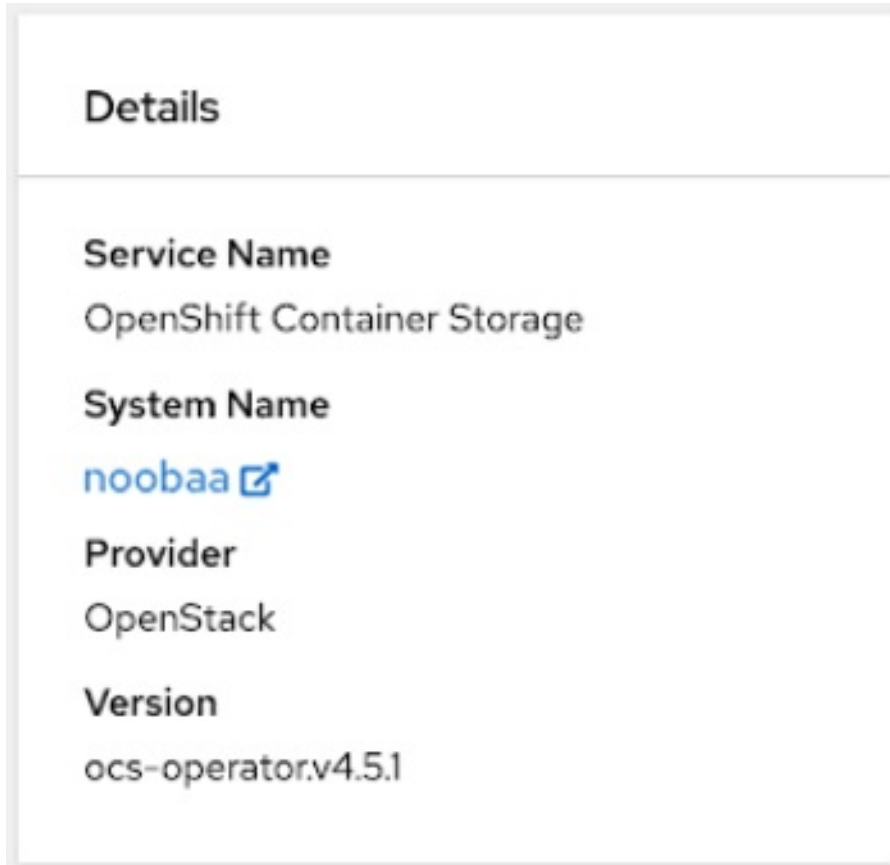 Details
Service Name
OpenShift Container Storage
System Name
noobaa
Provider
OpenStack
Version
ocs-operator.v4.5.1